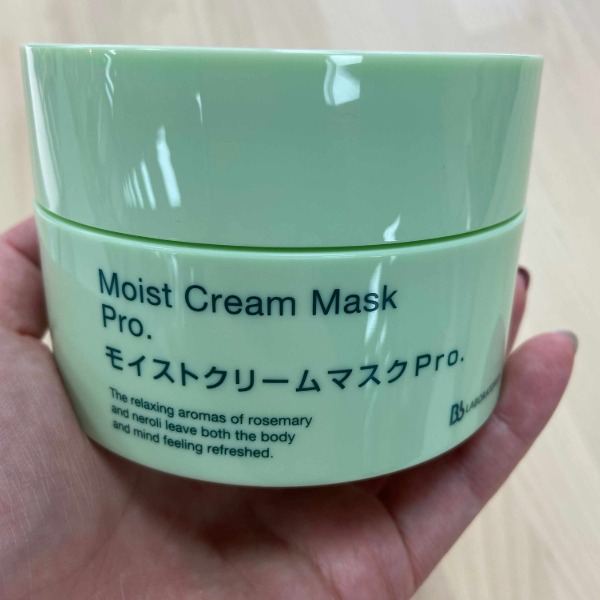 Moist Cream Mask
Pro.
モイストクリームマスクPro.
The relaxing aromas of rosemary
and neroli leave both the body
and mind feeling refreshed.